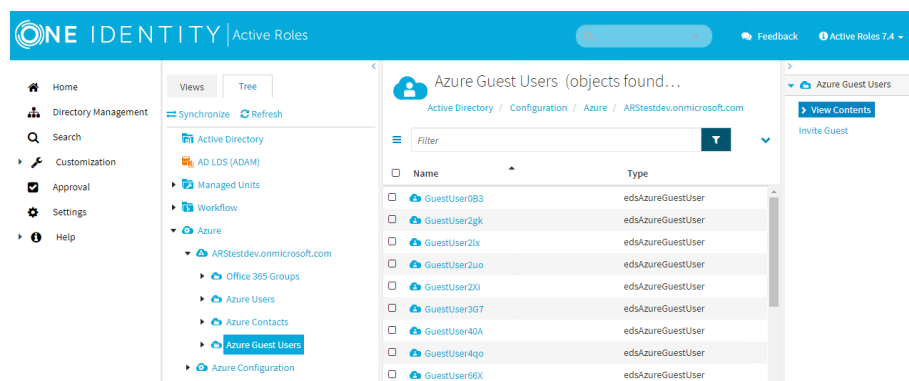 ONE IDENTITY Active Roles
Feedback
Active Roles 7.4
Home
Directory Management
Search
Customization
Approval
Settings
Help
Views Tree
Synchronize Refresh
Active Directory
AD LDS (ADAM)
Managed Units
Workflow
Azure
ARStestdev.onmicrosoft.com
Office 365 Groups
Azure Users
Azure Contacts
Azure Guest Users
Azure Configuration
Azure Guest Users (objects found...
Active Directory / Configuration / Azure / ARStestdev.onmicrosoft.com
Filter
Name Type
GuestUser0B3 edsAzureGuestUser
GuestUser2gk edsAzureGuestUser
GuestUser2lx edsAzureGuestUser
GuestUser2uo edsAzureGuestUser
GuestUser2Xi edsAzureGuestUser
GuestUser3G7 edsAzureGuestUser
GuestUser40A edsAzureGuestUser
GuestUser4qo edsAzureGuestUser
GuestUser66X edsAzureGuestUser
Azure Guest Users
View Contents
Invite Guest